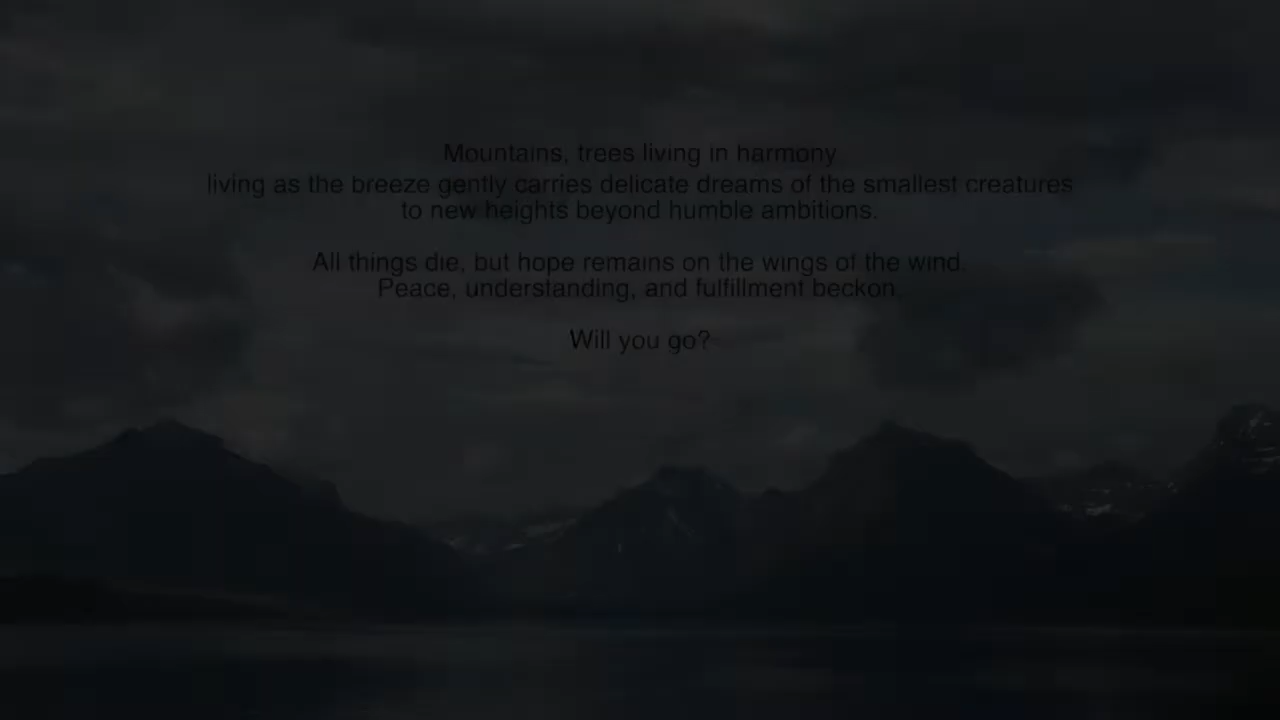 Mountains, trees living in harmony
living as the breeze gently carries delicate dreams of the smallest creatures
to new heights beyond humble ambitions.
All things die, but hope remains on the wings of the wind.
Peace, understanding, and fulfillment beckon.
Will you go?